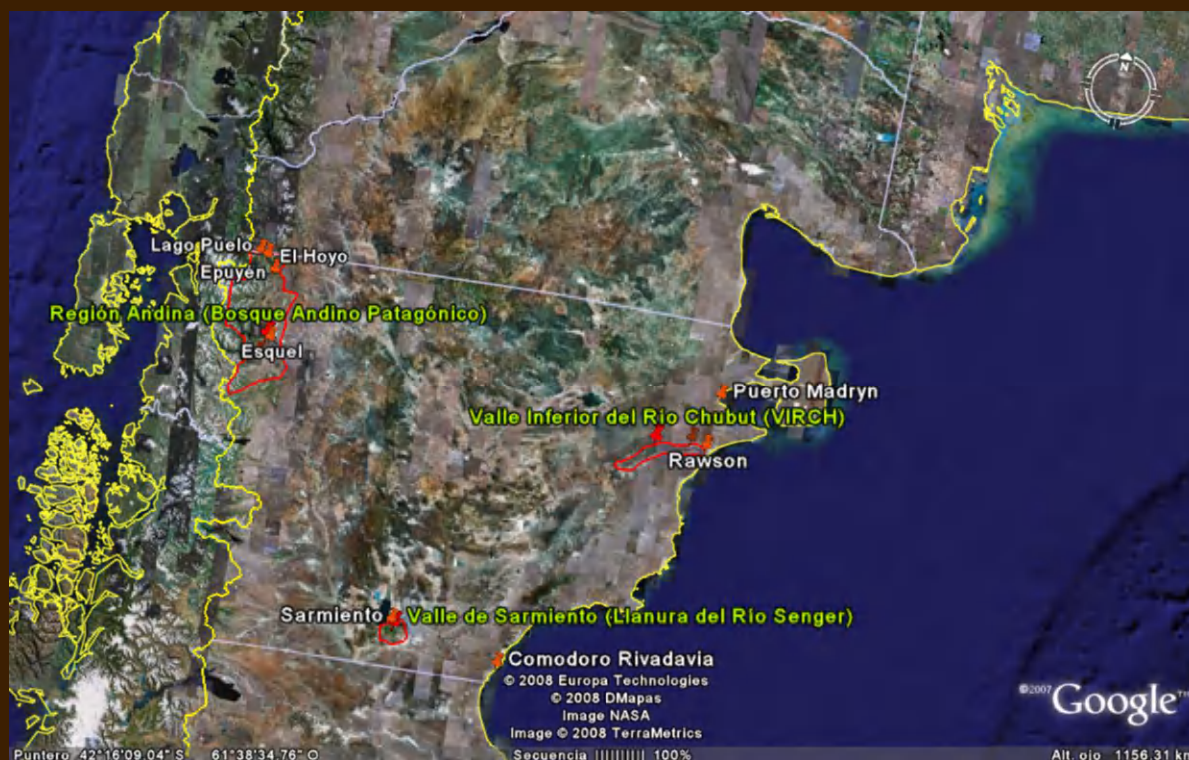 N
Lago Puelo
El Hoyo
Epuyén
Región Andina (Bosque Andino Patagónico)
Esquel
Puerto Madryn
Valle Inferior del Río Chubut (VIRCH)
Rawson
Sarmiento
Valle de Sarmiento (Llanura del Río Senger)
Comodoro Rivadavia
© 2008 Europa Technologies
© 2008 DMapas
Image NASA
Image © 2008 TerraMetrics
©2007 Google™
Puntero 42°16'09.04" S 61°38'34.76" O Secuencia |||||||||| 100% Alt. ojo 1156.31 km